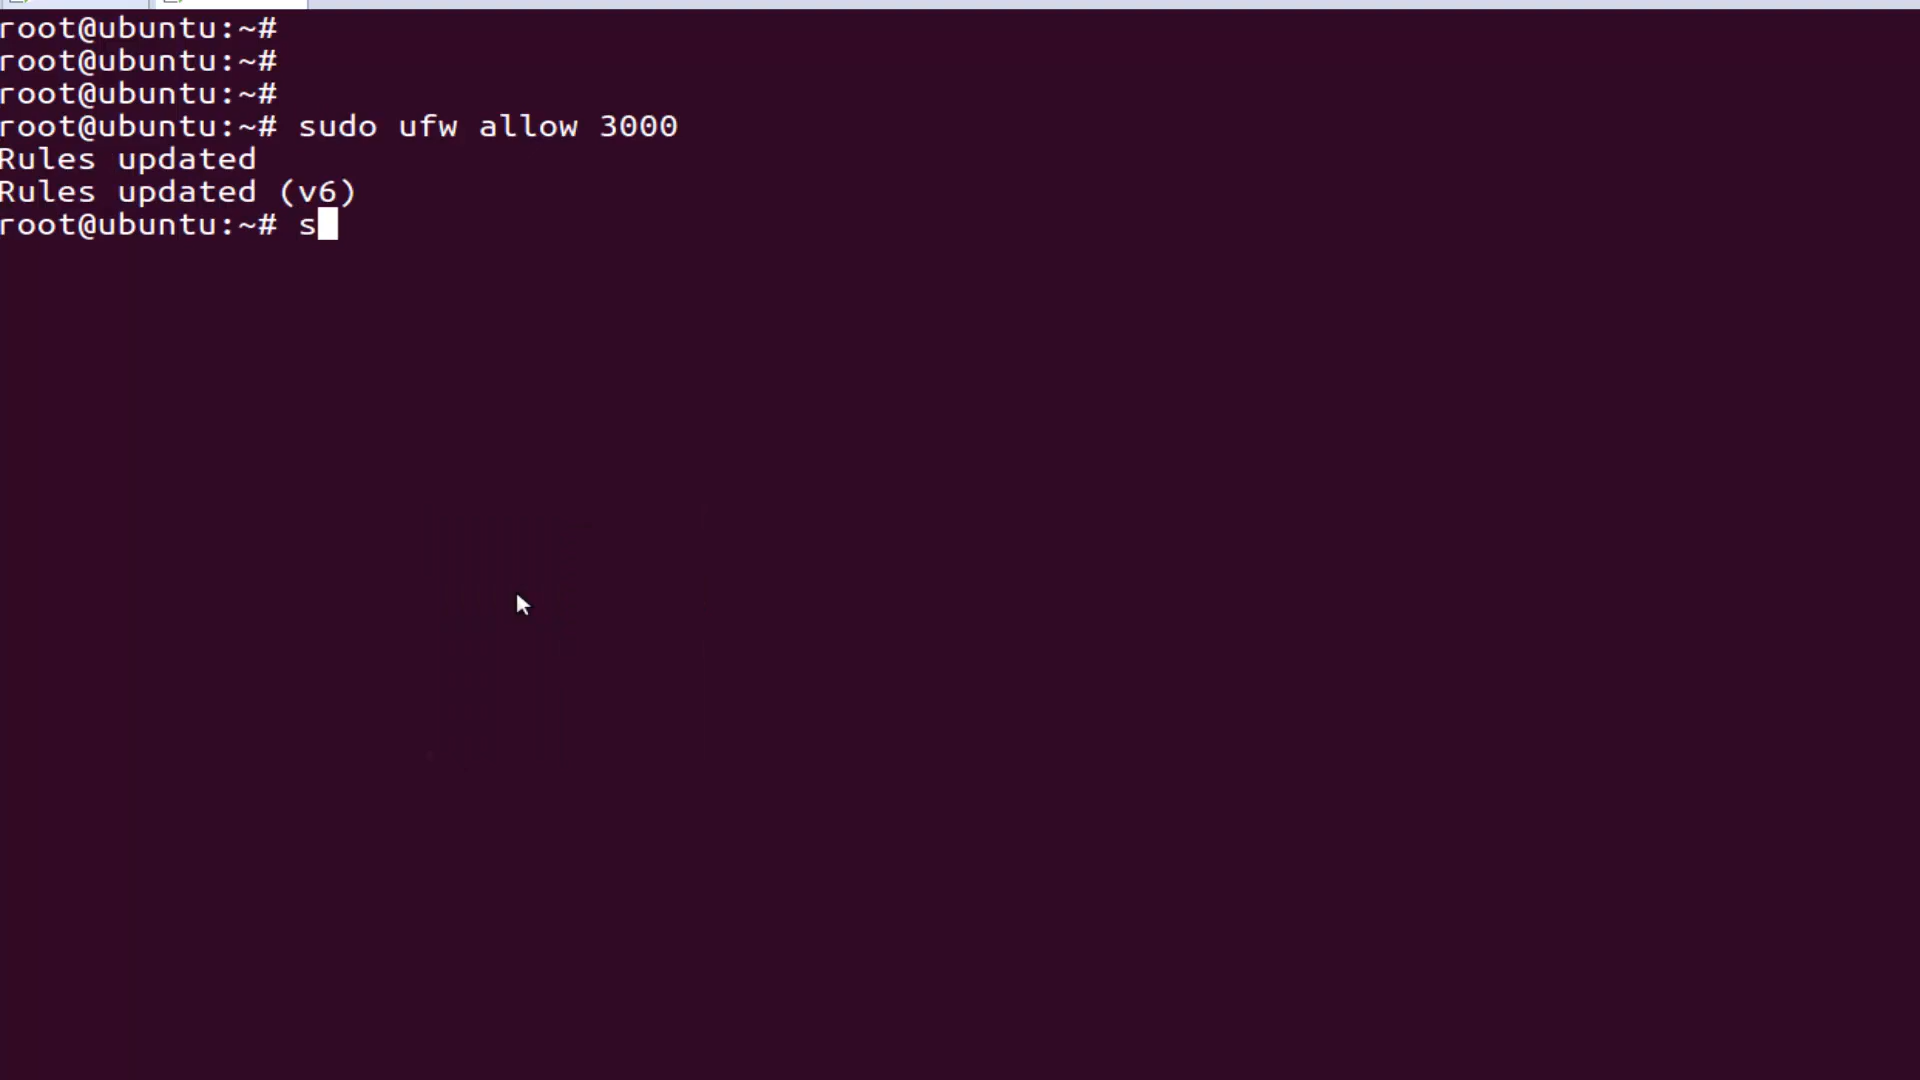 root@ubuntu:~#
root@ubuntu:~#
root@ubuntu:~#
root@ubuntu:~# sudo ufw allow 3000
Rules updated
Rules updated (v6)
root@ubuntu:~# s